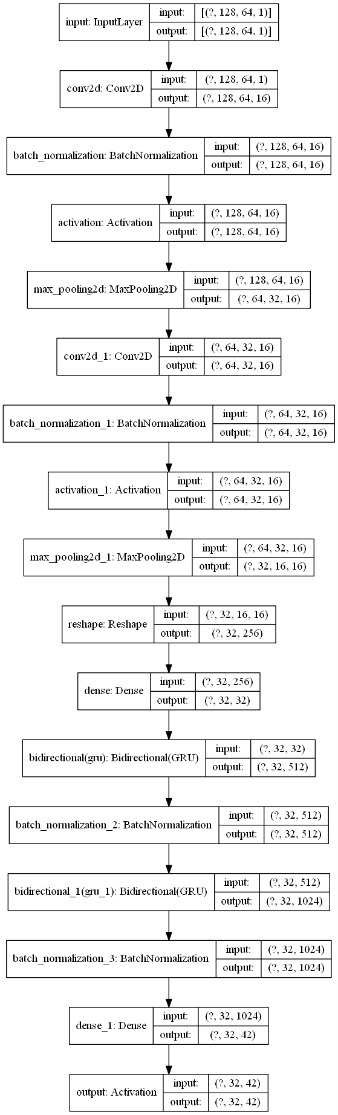 input: InputLayer
input: [(?, 128, 64, 1)]
output: [(?, 128, 64, 1)]
conv2d: Conv2D
input: (?, 128, 64, 1)
output: (?, 128, 64, 16)
batch_normalization: BatchNormalization
input: (?, 128, 64, 16)
output: (?, 128, 64, 16)
activation: Activation
input: (?, 128, 64, 16)
output: (?, 128, 64, 16)
max_pooling2d: MaxPooling2D
input: (?, 128, 64, 16)
output: (?, 64, 32, 16)
conv2d_1: Conv2D
input: (?, 64, 32, 16)
output: (?, 64, 32, 16)
batch_normalization_1: BatchNormalization
input: (?, 64, 32, 16)
output: (?, 64, 32, 16)
activation_1: Activation
input: (?, 64, 32, 16)
output: (?, 64, 32, 16)
max_pooling2d_1: MaxPooling2D
input: (?, 64, 32, 16)
output: (?, 32, 16, 16)
reshape: Reshape
input: (?, 32, 16, 16)
output: (?, 32, 256)
dense: Dense
input: (?, 32, 256)
output: (?, 32, 32)
bidirectional(gru): Bidirectional(GRU)
input: (?, 32, 32)
output: (?, 32, 512)
batch_normalization_2: BatchNormalization
input: (?, 32, 512)
output: (?, 32, 512)
bidirectional_1(gru_1): Bidirectional(GRU)
input: (?, 32, 512)
output: (?, 32, 1024)
batch_normalization_3: BatchNormalization
input: (?, 32, 1024)
output: (?, 32, 1024)
dense_1: Dense
input: (?, 32, 1024)
output: (?, 32, 42)
output: Activation
input: (?, 32, 42)
output: (?, 32, 42)